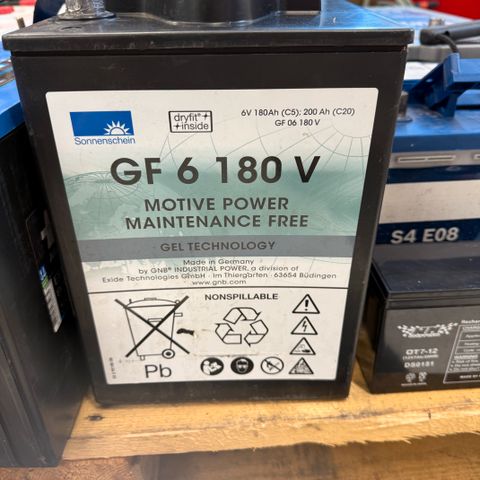 Sonnenschein
dryfit®
inside
6V 180Ah (C5); 200 Ah (C20)
GF 06 180 V
GF 6 180 V
MOTIVE POWER
MAINTENANCE FREE
GEL TECHNOLOGY
Made in Germany
by GNB® INDUSTRIAL POWER, a division of
Exide Technologies GmbH · im Thiergarten · 63654 Büdingen
www.gnb.com
NONSPILLABLE
Pb
S4 E08
OT7-12
DS0151
WARNING